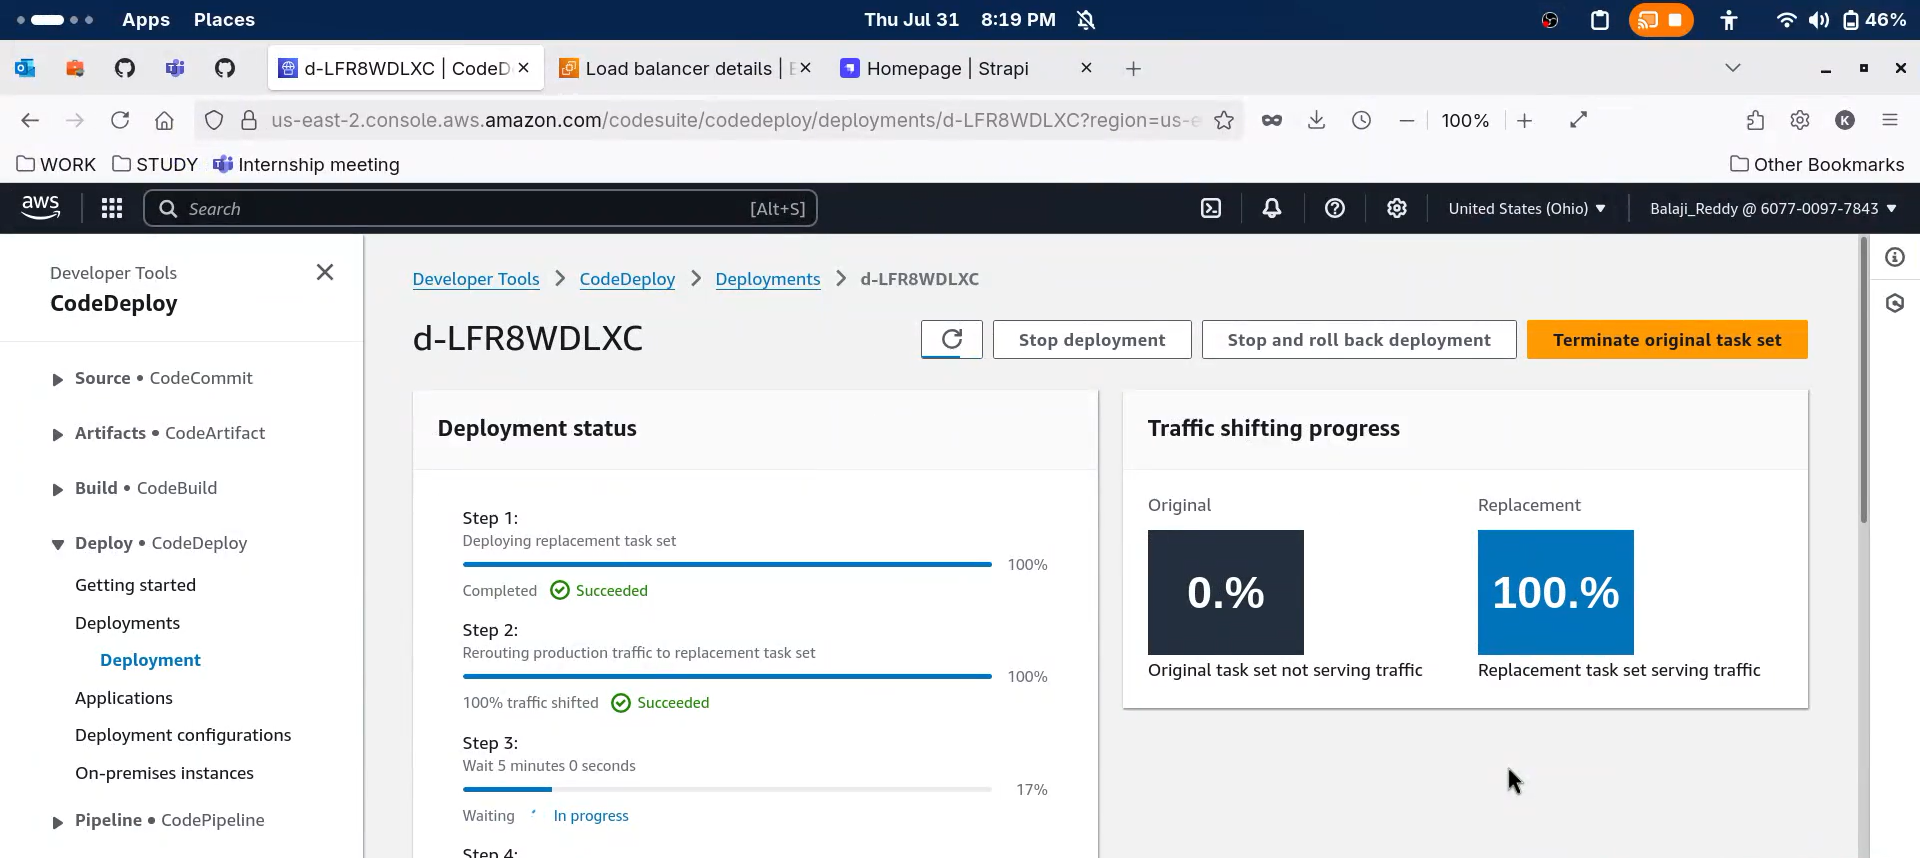 Apps Places Thu Jul 31 8:19 PM 46%
d-LFR8WDLXC | CodeD Load balancer details | E Homepage | Strapi
us-east-2.console.aws.amazon.com/codesuite/codedeploy/deployments/d-LFR8WDLXC?region=us-e 100% K
WORK STUDY Internship meeting Other Bookmarks
aws Search [Alt+S] United States (Ohio) Balaji_Reddy @ 6077-0097-7843
Developer Tools
CodeDeploy
Source • CodeCommit
Artifacts • CodeArtifact
Build • CodeBuild
Deploy • CodeDeploy
Getting started
Deployments
Deployment
Applications
Deployment configurations
On-premises instances
Pipeline • CodePipeline
Developer Tools CodeDeploy Deployments d-LFR8WDLXC
d-LFR8WDLXC
Stop deployment Stop and roll back deployment Terminate original task set
Deployment status
Step 1:
Deploying replacement task set
100%
Completed Succeeded
Step 2:
Rerouting production traffic to replacement task set
100%
100% traffic shifted Succeeded
Step 3:
Wait 5 minutes 0 seconds
17%
Waiting In progress
Step 4:
Traffic shifting progress
Original Replacement
0.% 100.%
Original task set not serving traffic Replacement task set serving traffic